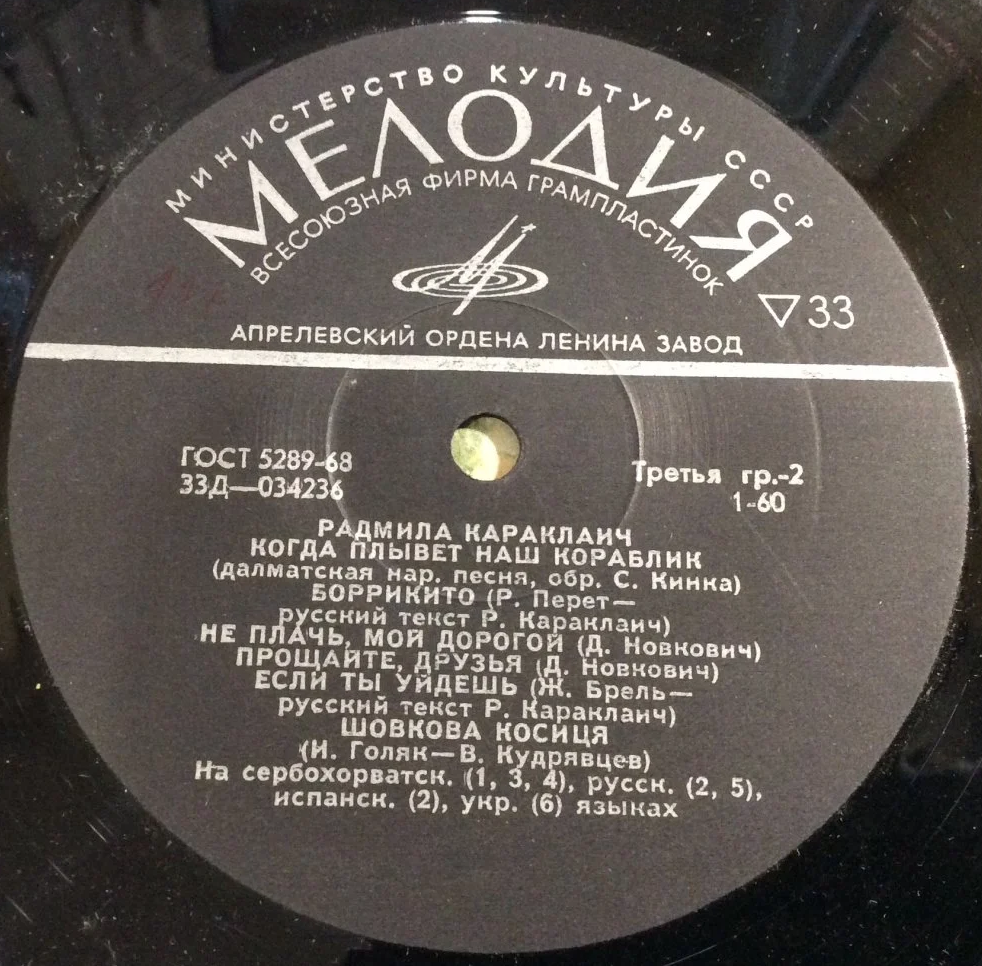 МИНИСТЕРСТВО КУЛЬТУРЫ СССР
МЕЛОДИЯ
ВСЕСОЮЗНАЯ ФИРМА ГРАМПЛАСТИНОК
▽33
АПРЕЛЕВСКИЙ ОРДЕНА ЛЕНИНА ЗАВОД
ГОСТ 5289-68
33Д—034236
Третья гр.-2
1-60
РАДМИЛА КАРАКЛАИЧ
КОГДА ПЛЫВЕТ НАШ КОРАБЛИК
(далматская нар. песня, обр. С. Кинка)
БОРРИКИТО (Р. Перет—
русский текст Р. Караклаич)
НЕ ПЛАЧЬ, МОЙ ДОРОГОЙ (Д. Новкович)
ПРОЩАЙТЕ, ДРУЗЬЯ (Д. Новкович)
ЕСЛИ ТЫ УЙДЕШЬ (Ж. Брель—
русский текст Р. Караклаич)
ШОВКОВА КОСИЦЯ
(И. Голяк—В. Кудрявцев)
На сербохорватск. (1, 3, 4), русск. (2, 5),
испанск. (2), укр. (6) языках